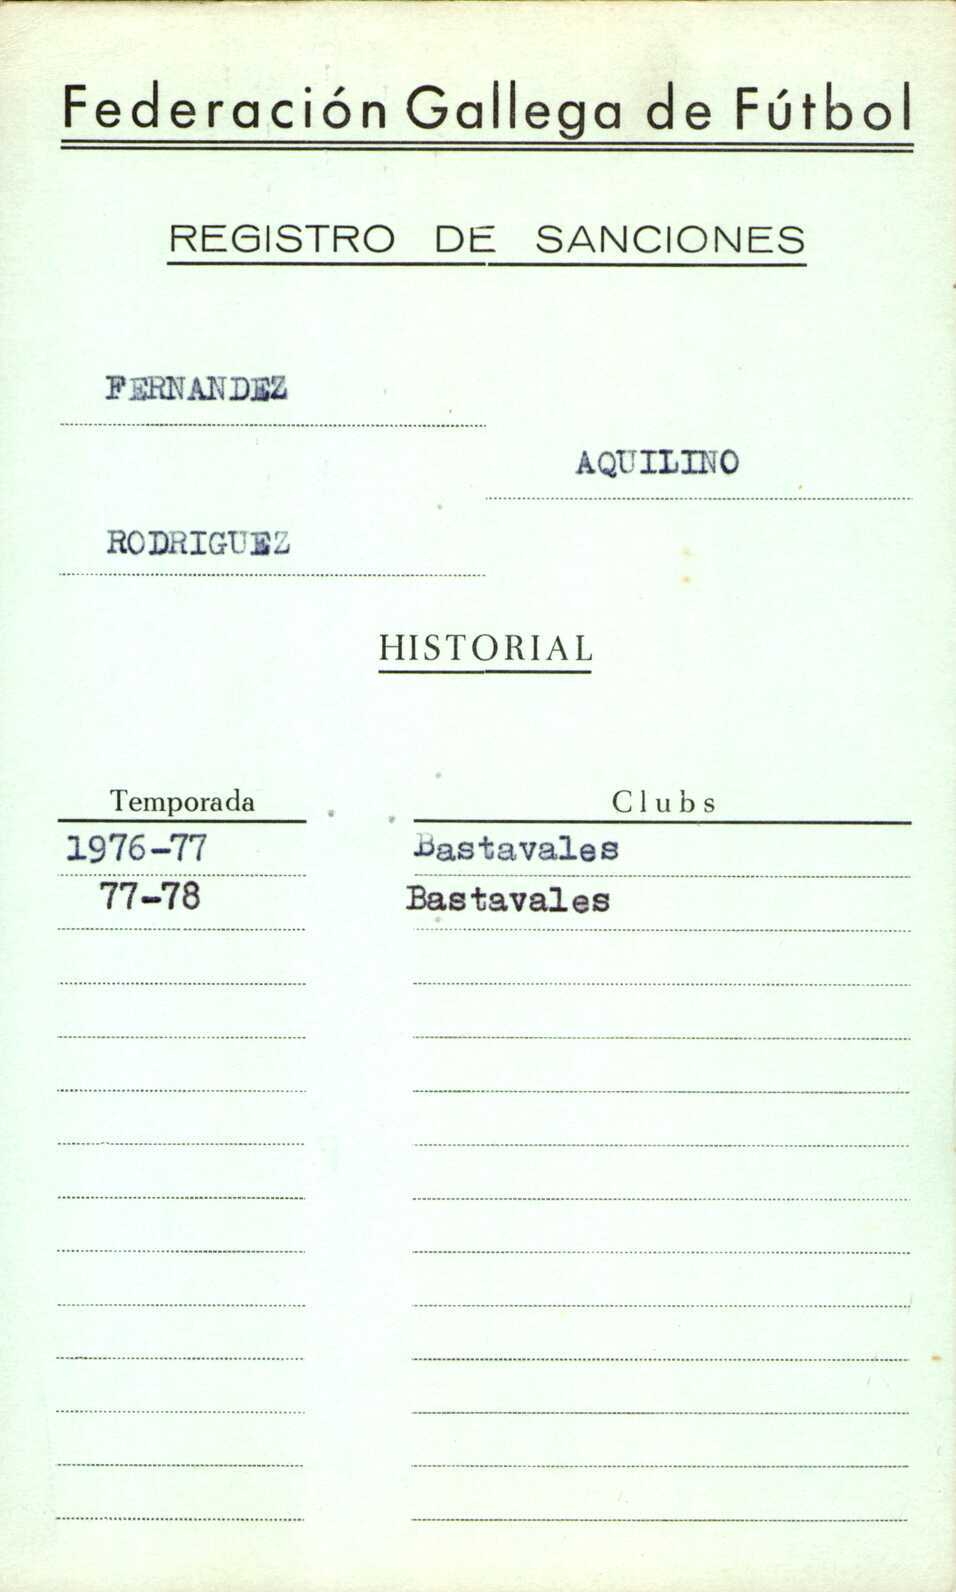 Federación Gallega de Fútbol
REGISTRO DE SANCIONES
FERNANDEZ
AQUILINO
RODRIGUEZ
HISTORIAL
Temporada Clubs
1976-77 Bastavales
77-78 Bastavales